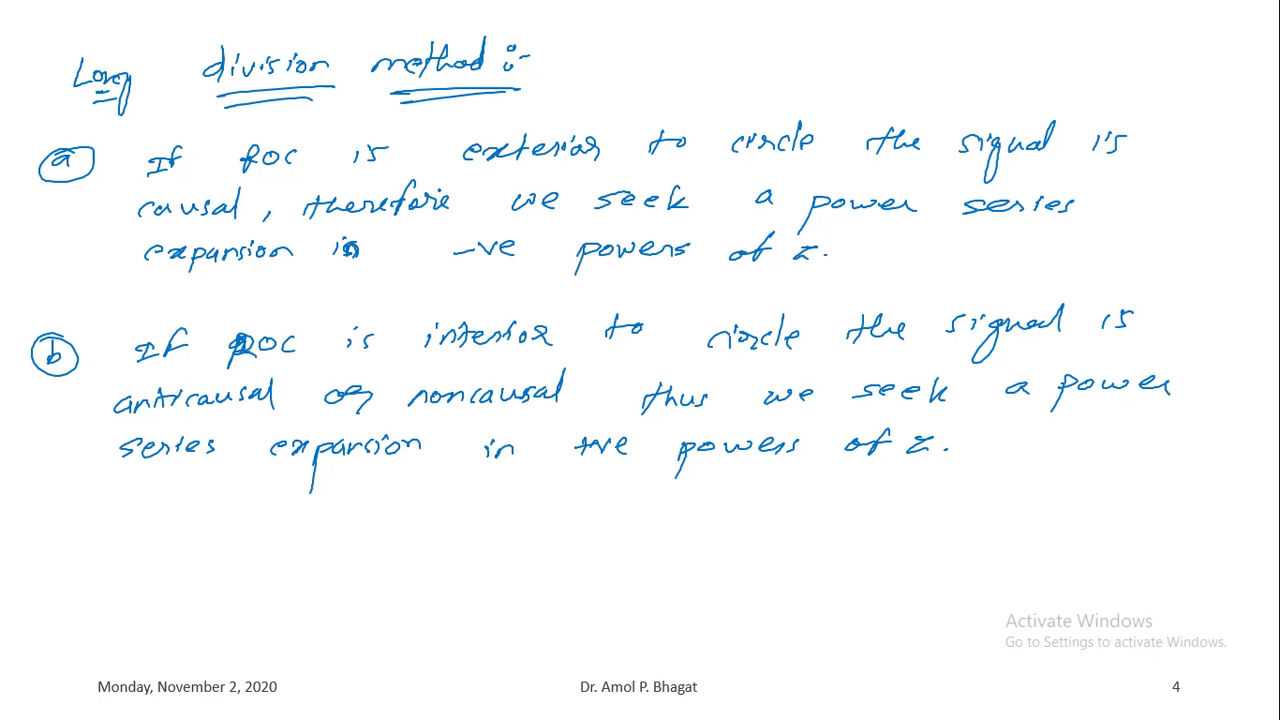 Long division method :-
(a) If ROC is exterior to circle the signal is
causal, therefore we seek a power series
expansion in -ve powers of z.
(b) If ROC is interior to circle the signal is
anticausal or noncausal thus we seek a power
series expansion in +ve powers of z.
Activate Windows
Go to Settings to activate Windows.
Monday, November 2, 2020 Dr. Amol P. Bhagat 4